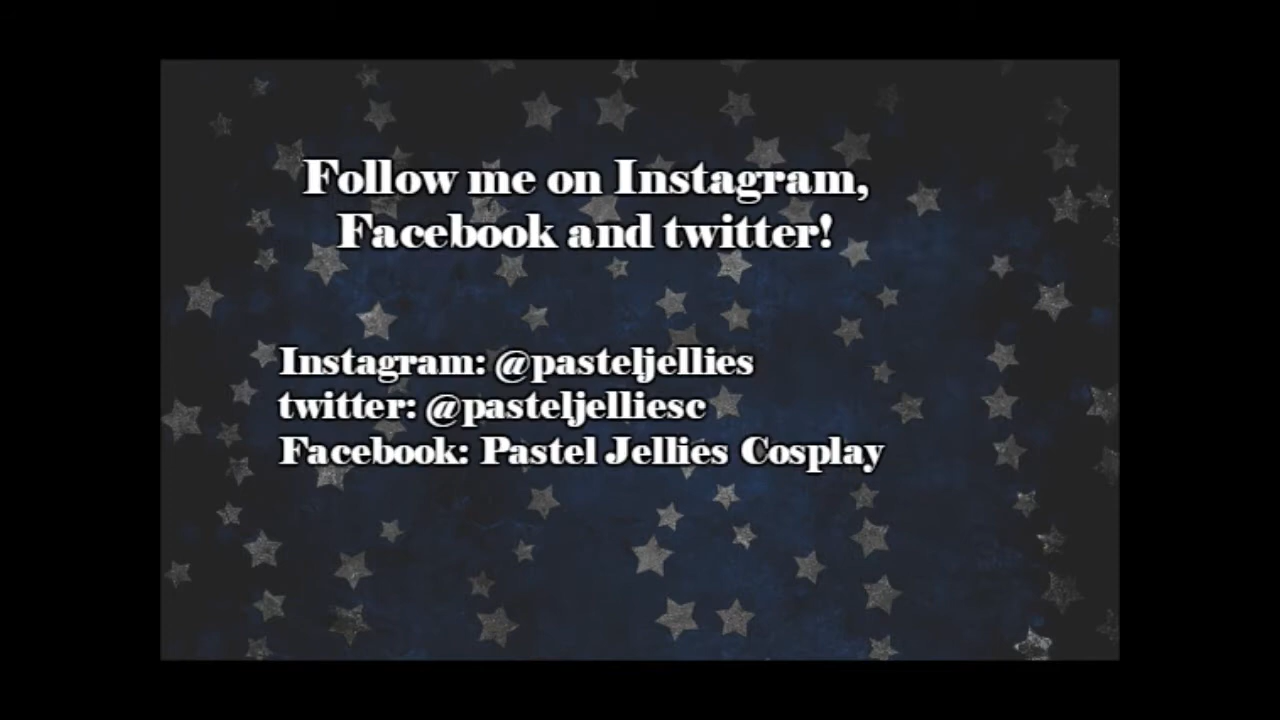 Follow me on Instagram,
Facebook and twitter!
Instagram: @pasteljellies
twitter: @pasteljelliesc
Facebook: Pastel Jellies Cosplay